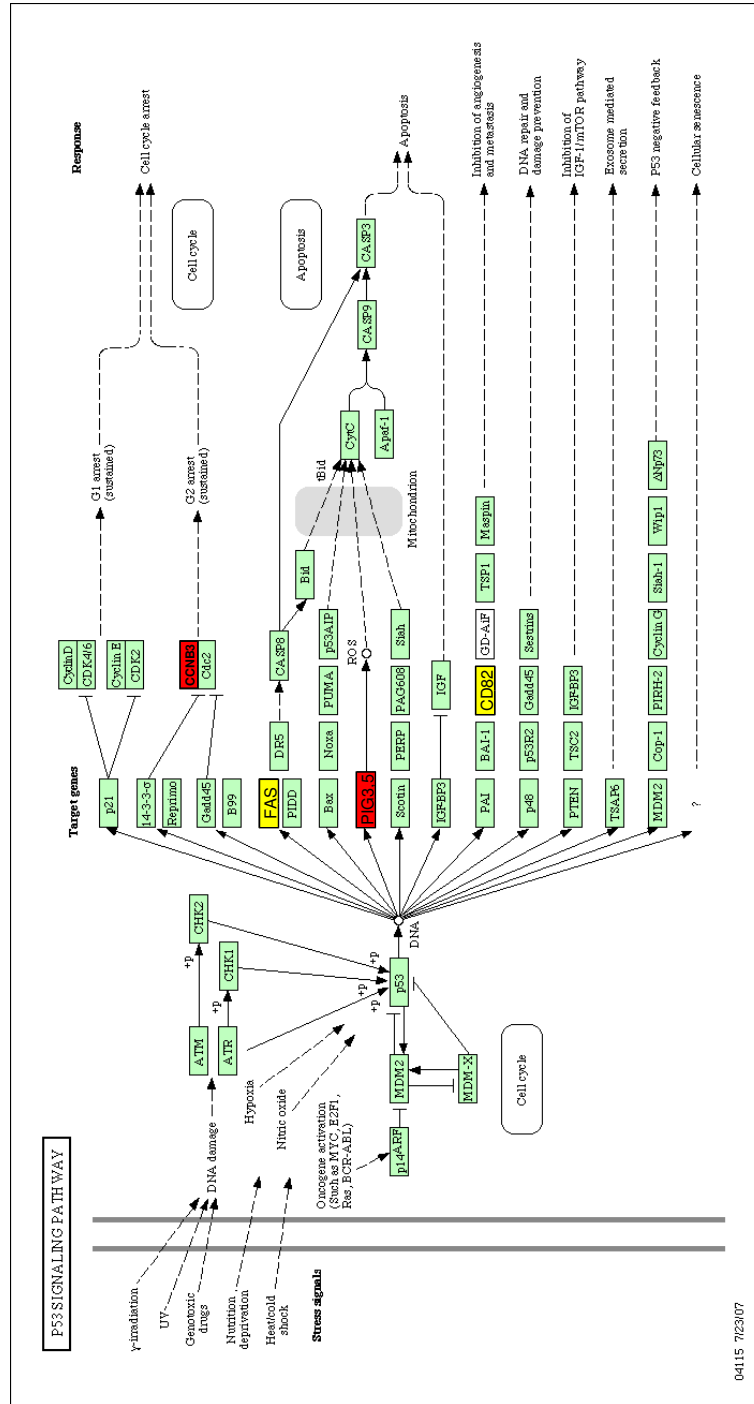 P53 SIGNALING PATHWAY
Stress signals
γ-irradiation
UV
Genotoxic
drugs
Nutrition
deprivation
Heat/cold
shock
DNA damage
Hypoxia
Nitric oxide
Oncogene activation
(Such as MYC, E2F1,
Ras, BCR-ABL)
p14ARF
ATM
ATR
+p
+p
CHK2
CHK1
+p
+p
+p
MDM2
p53
MDM-X
Cell cycle
DNA
Target genes
p21
14-3-3-σ
Reprimo
Gadd45
B99
FAS
PIDD
Bax
PIG3.5
Scotin
IGF-BP3
PAI
p48
PTEN
TSAP6
MDM2
?
CyclinD
CDK4/6
Cyclin E
CDK2
CCNB3
Cdc2
DR5
CASP8
Noxa
PUMA
p53AIP
ROS
PERP
PAG608
Siah
IGF
BAI-1
CD82
GD-AiF
TSP1
Maspin
p53R2
Gadd45
Sestrins
TSC2
IGF-BP3
Cop-1
PIRH-2
Cyclin G
Siah-1
Wip1
ΔNp73
Bid
tBid
Mitochondrion
CytC
Apaf-1
CASP9
CASP3
G1 arrest
(sustained)
G2 arrest
(sustained)
Cell cycle
Apoptosis
Response
Cell cycle arrest
Apoptosis
Inhibition of angiogenesis
and metastasis
DNA repair and
damage prevention
Inhibition of
IGF-1/mTOR pathway
Exosome mediated
secretion
P53 negative feedback
Cellular senescence
04115 7/23/07